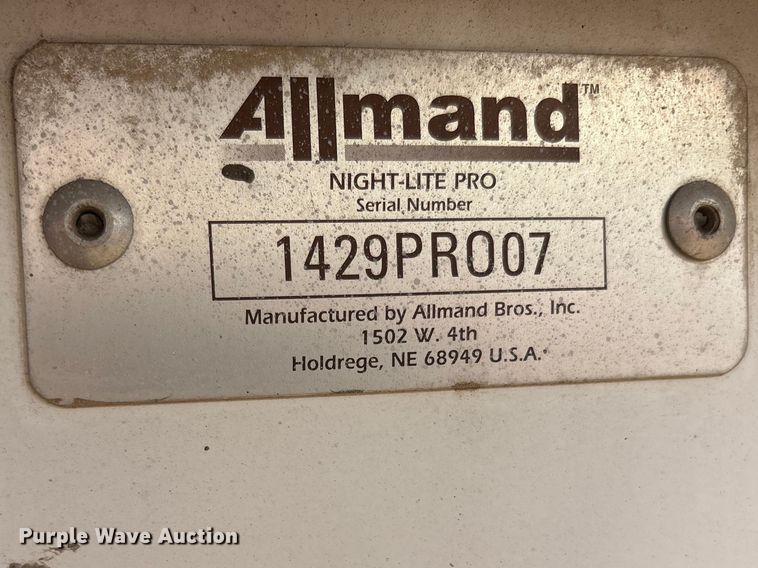 Allmand™
NIGHT-LITE PRO
Serial Number
1429PRO07
Manufactured by Allmand Bros., Inc.
1502 W. 4th
Holdrege, NE 68949 U.S.A.
Purple Wave Auction